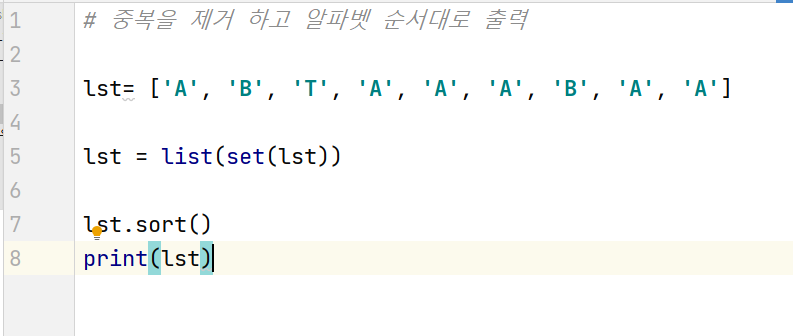 1 # 중복을 제거 하고 알파벳 순서대로 출력
2
3 lst= ['A', 'B', 'T', 'A', 'A', 'A', 'B', 'A', 'A']
4
5 lst = list(set(lst))
6
7 lst.sort()
8 print(lst)